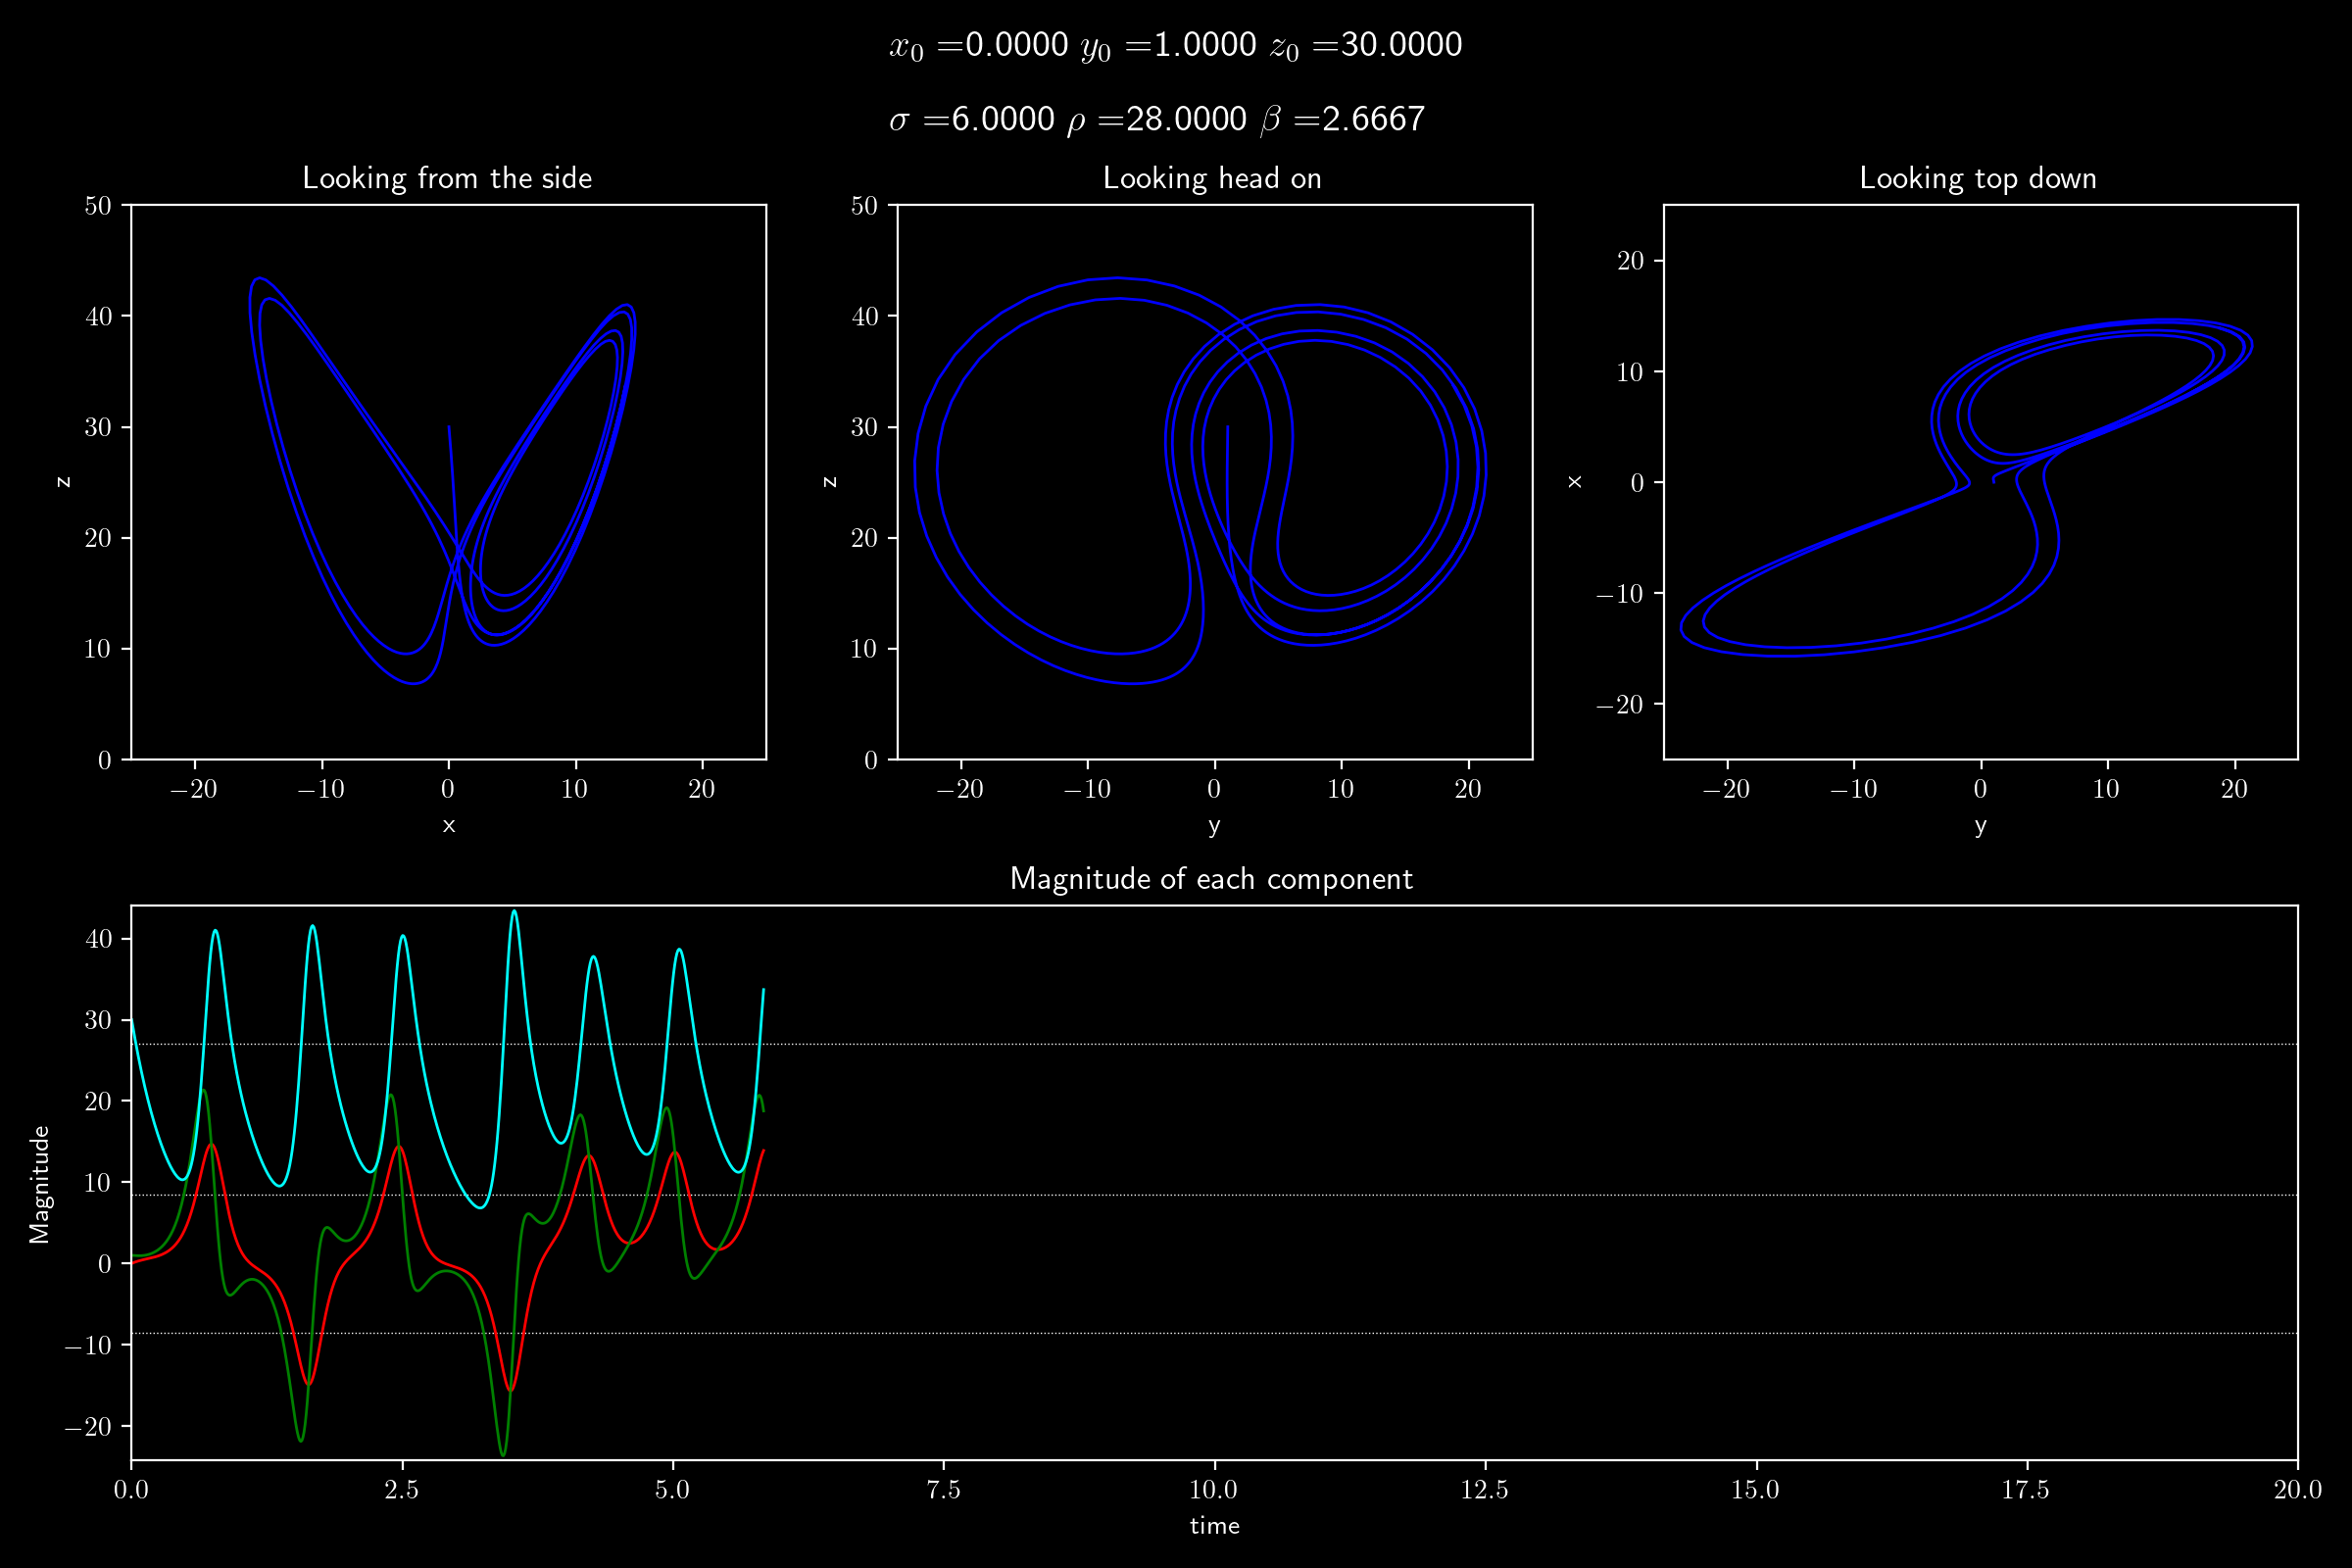 x₀ =0.0000 y₀ =1.0000 z₀ =30.0000
σ =6.0000 ρ =28.0000 β =2.6667
Looking from the side
50
40
30
20
10
0
z
−20 −10 0 10 20
x
Looking head on
50
40
30
20
10
0
z
−20 −10 0 10 20
y
Looking top down
20
10
0
−10
−20
x
−20 −10 0 10 20
y
Magnitude of each component
40
30
20
10
0
−10
−20
Magnitude
0.0 2.5 5.0 7.5 10.0 12.5 15.0 17.5 20.0
time